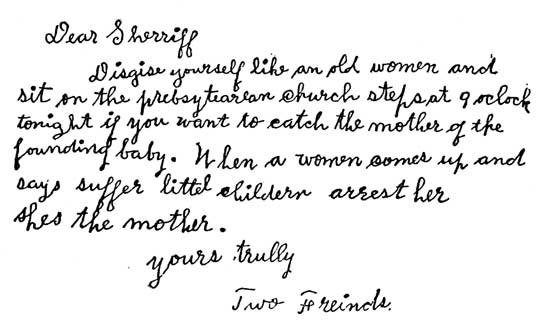 Dear Sherriff
Disgise yourself like an old women and
sit on the prebsytearean church steps at 9 oclock
tonight if you want to catch the mother of the
founding baby. When a women comes up and
says suffer littel childern arrest her
shes the mother.
yours trully
Two Freinds.